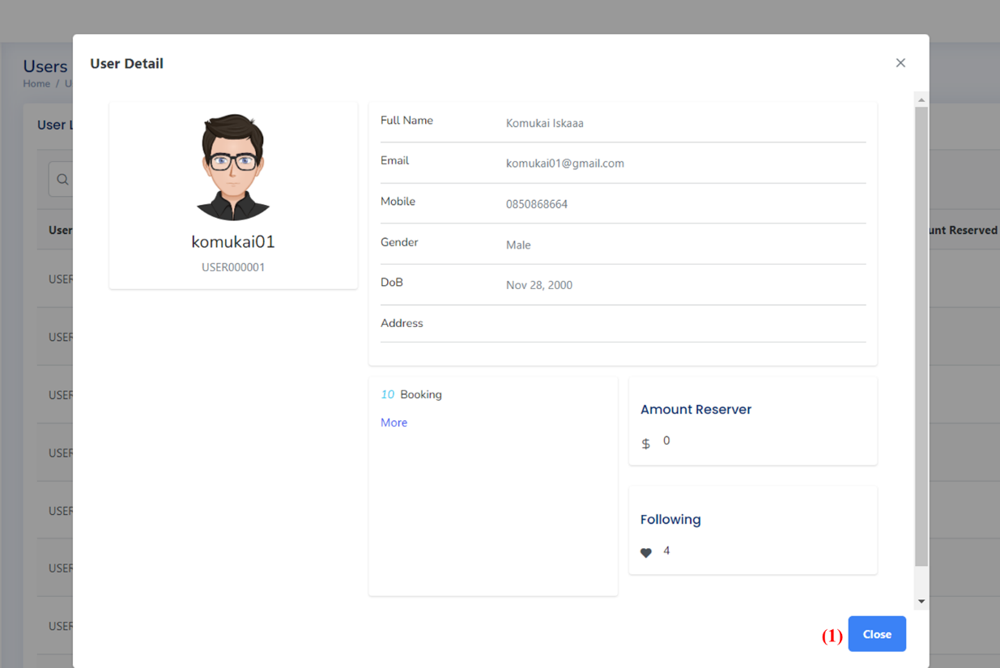 Users
Home / U
User Detail
User L
User
unt Reserved
USER
USER
USER
USER
USER
USER
USER
komukai01
USER000001
Full Name Komukai Iskaaa
Email komukai01@gmail.com
Mobile 0850868664
Gender Male
DoB Nov 28, 2000
Address
10 Booking
More
Amount Reserver
$ 0
Following
4
(1) Close